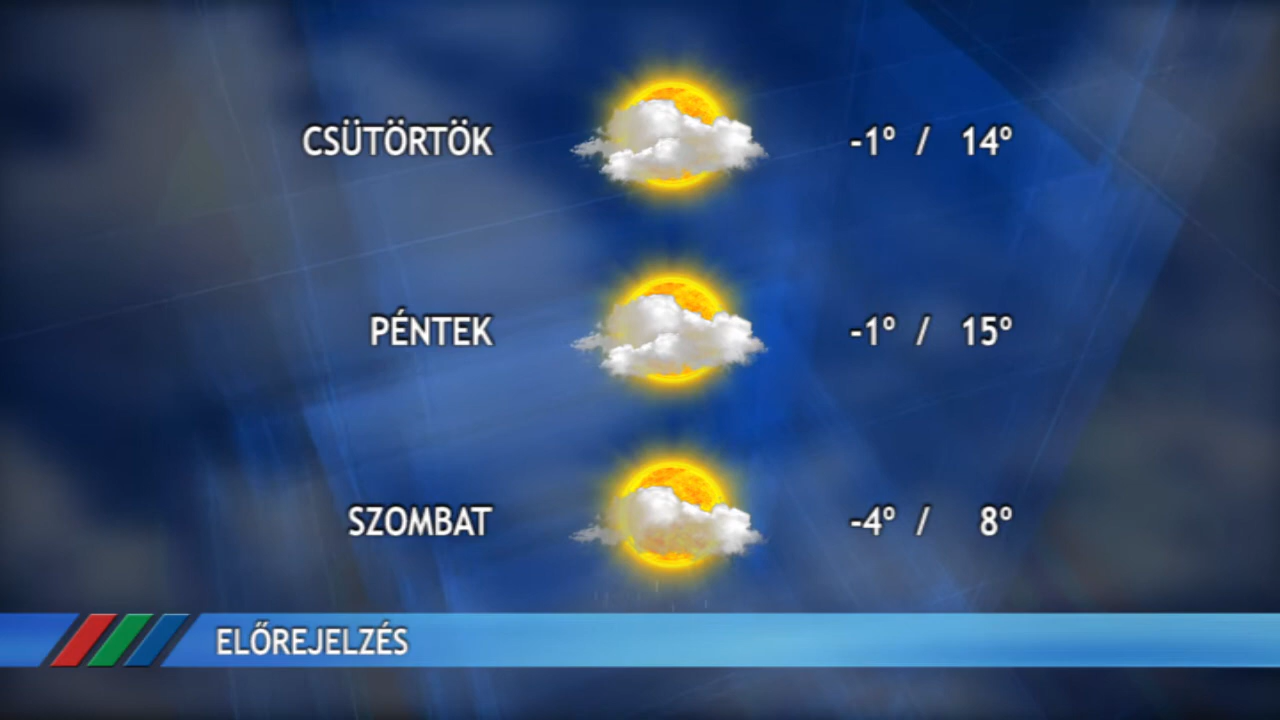 CSÜTÖRTÖK -1° / 14°
PÉNTEK -1° / 15°
SZOMBAT -4° / 8°
ELŐREJELZÉS